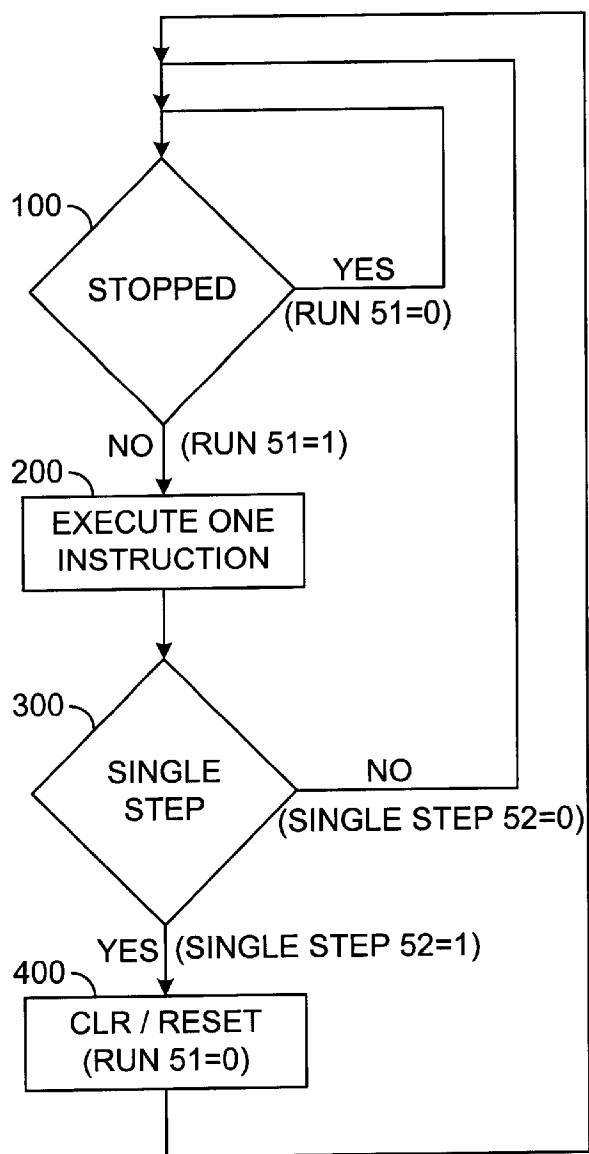 100
STOPPED
YES
(RUN 51=0)
NO (RUN 51=1)
200
EXECUTE ONE
INSTRUCTION
300
SINGLE
STEP
NO
(SINGLE STEP 52=0)
YES (SINGLE STEP 52=1)
400
CLR / RESET
(RUN 51=0)